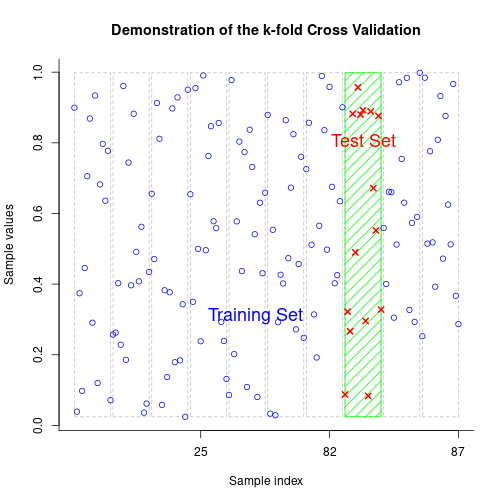 Demonstration of the k-fold Cross Validation
Sample values
1.0
0.8
0.6
0.4
0.2
0.0
Test Set
Training Set
25
82
87
Sample index